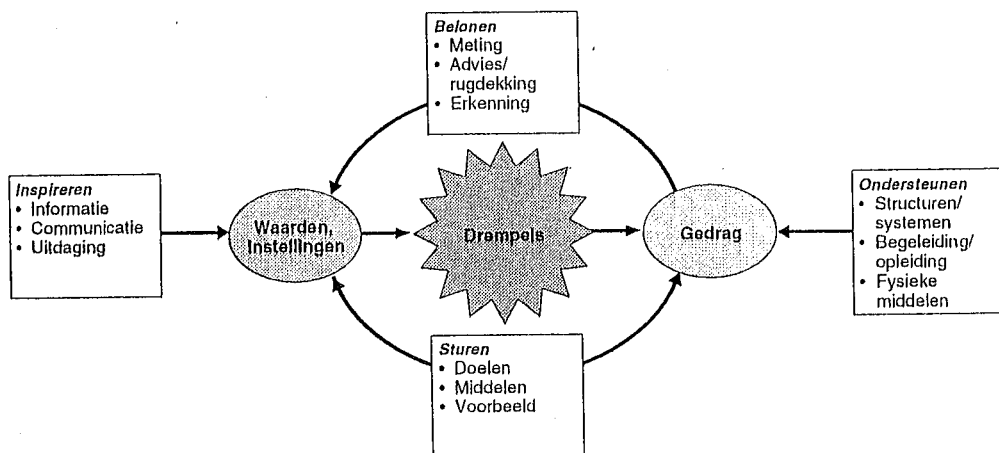 Belonen
• Meting
• Advies/
rugdekking
• Erkenning
Inspireren
• Informatie
• Communicatie
• Uitdaging
Waarden,
Instellingen
Drempels
Gedrag
Ondersteunen
• Structuren/
systemen
• Begeleiding/
opleiding
• Fysieke
middelen
Sturen
• Doelen
• Middelen
• Voorbeeld